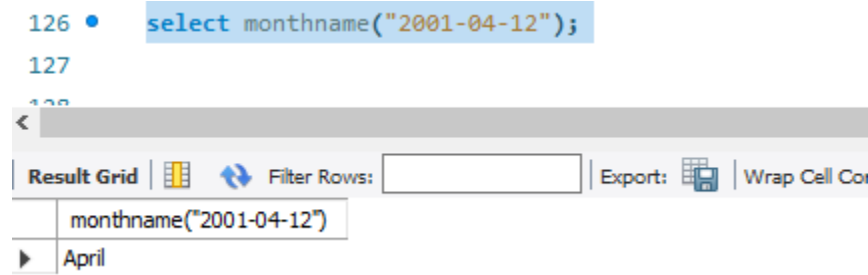 126 select monthname("2001-04-12");
127
Result Grid Filter Rows: Export: Wrap Cell
monthname("2001-04-12")
April